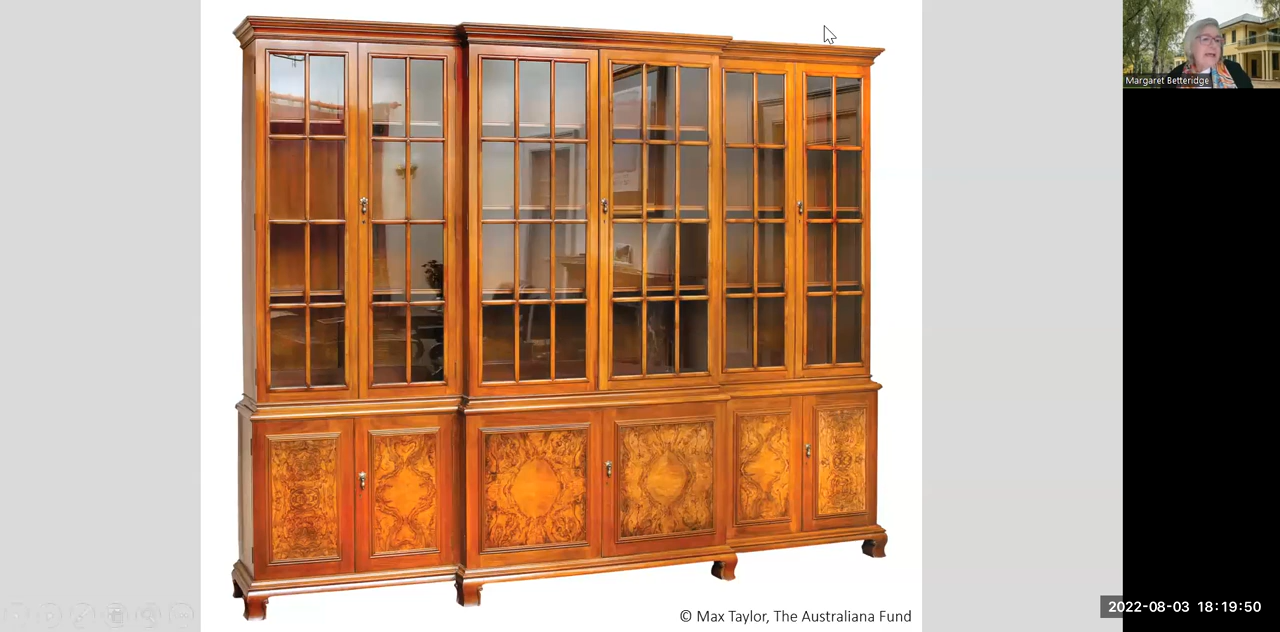 Margaret Betteridge
2022-08-03 18:19:50
© Max Taylor, The Australiana Fund